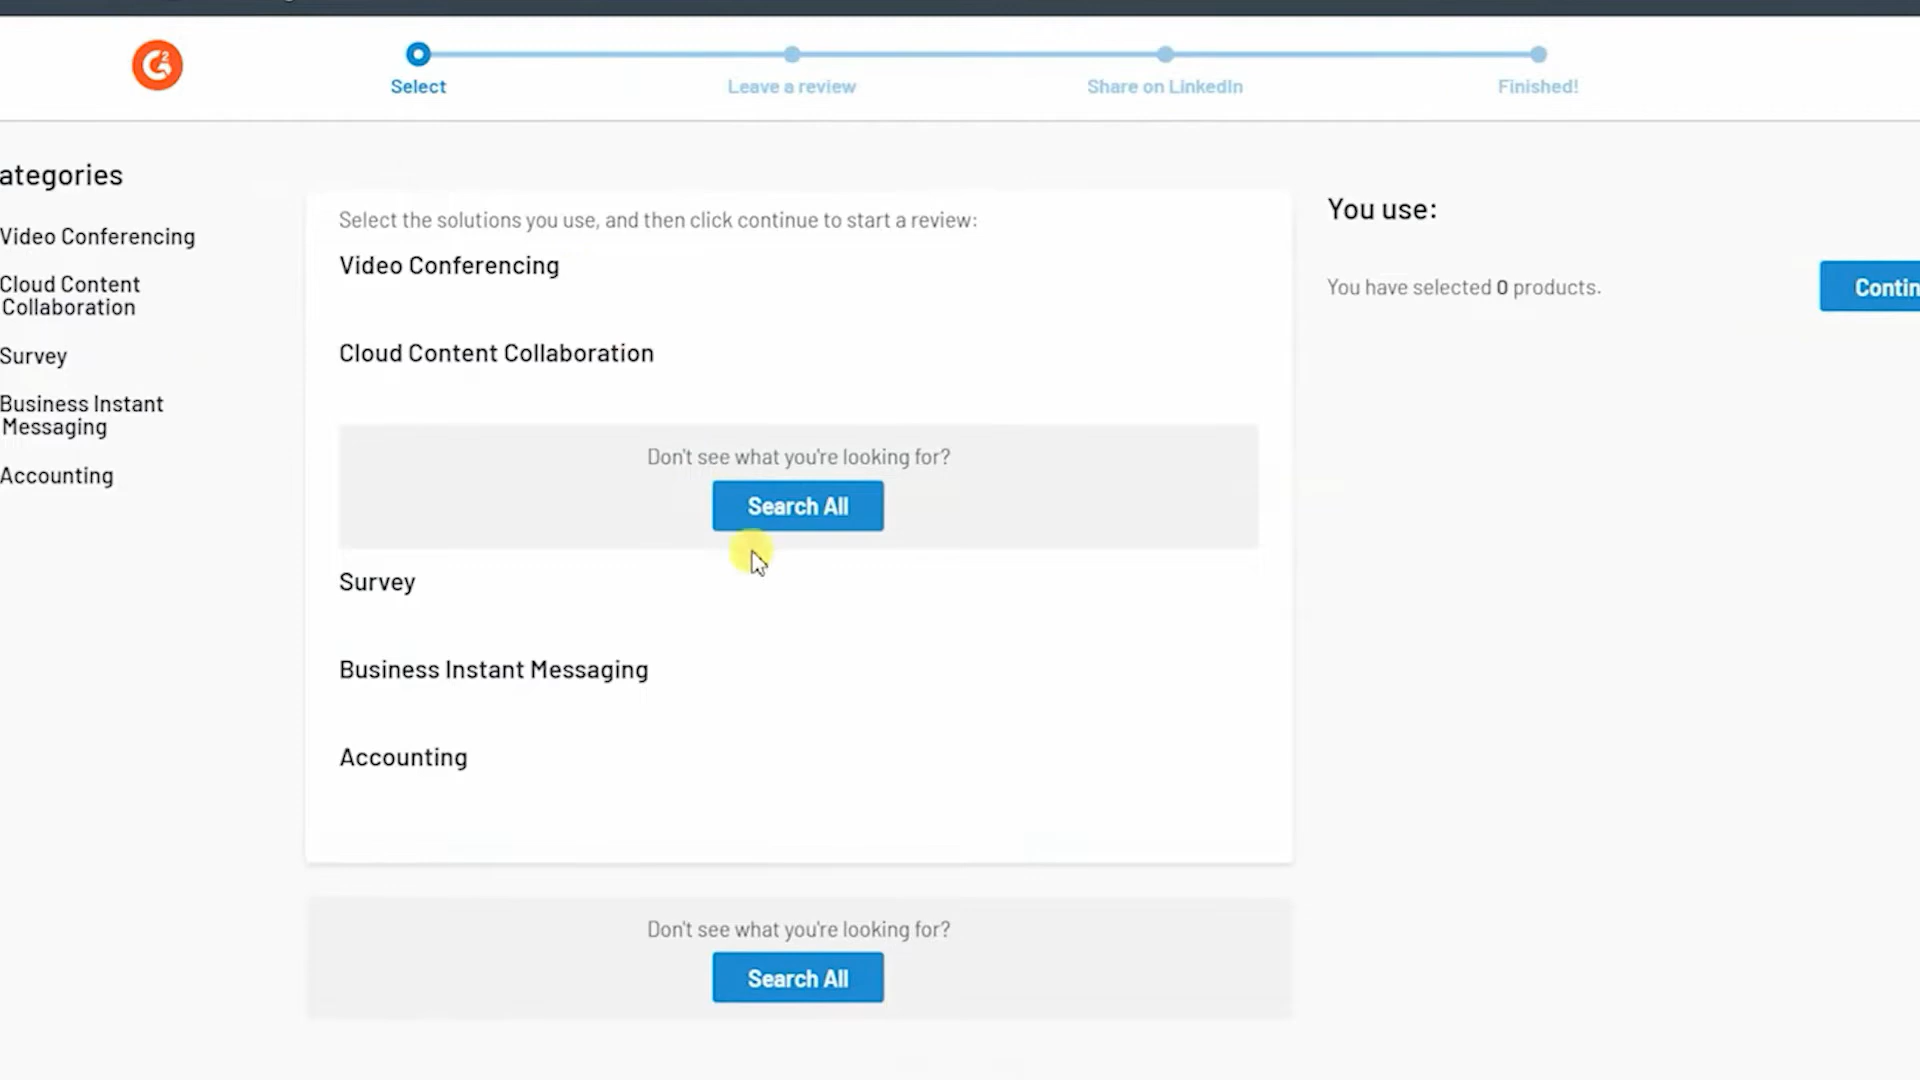 Select
Leave a review
Share on LinkedIn
Finished!
ategories
Video Conferencing
Cloud Content
Collaboration
Survey
Business Instant
Messaging
Accounting
Select the solutions you use, and then click continue to start a review:
Video Conferencing
Cloud Content Collaboration
Don't see what you're looking for?
Search All
Survey
Business Instant Messaging
Accounting
Don't see what you're looking for?
Search All
You use:
You have selected 0 products.
Contin